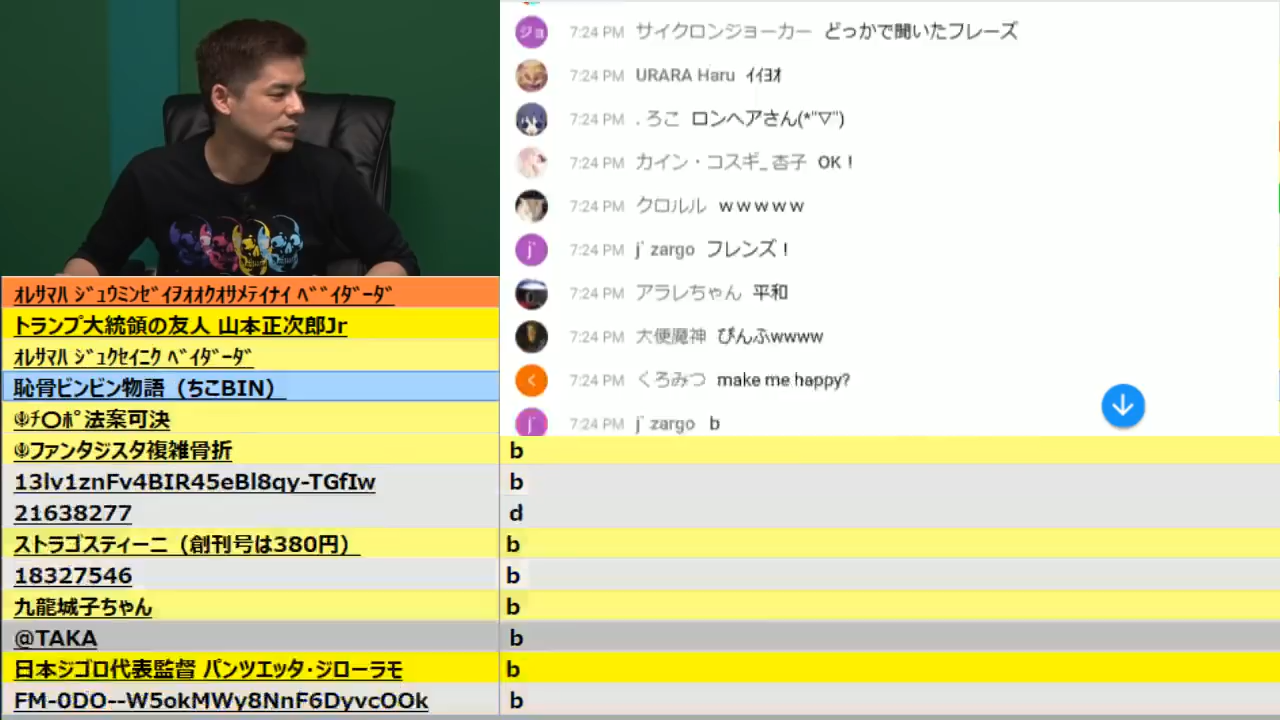 ジョ 7:24 PM サイクロンジョーカー どっかで聞いたフレーズ
7:24 PM URARA Haru ｲｲﾖｵ
7:24 PM . ろこ ロンヘアさん(*"▽")
7:24 PM カイン・コスギ_ 杏子 OK！
7:24 PM クロルル ｗｗｗｗｗ
j˙ 7:24 PM j˙ zargo フレンズ！
7:24 PM アラレちゃん 平和
7:24 PM 大便魔神 ぴんふwwww
く 7:24 PM くろみつ make me happy?
j˙ 7:24 PM j˙ zargo b
ｵﾚｻﾏﾊ ｼﾞｭｳﾐﾝｾﾞｲｦｵｵｸｵｻﾒﾃｲﾅｲ ﾍﾞﾞｲﾀﾞｰﾀﾞ
トランプ大統領の友人 山本正次郎Jr
ｵﾚｻﾏﾊ ｼﾞｭｸｾｲﾆｸ ﾍﾞｲﾀﾞｰﾀﾞ
恥骨ビンビン物語（ちこBIN）
☬ﾁ〇ﾎﾟ法案可決
☬ファンタジスタ複雑骨折 b
13lv1znFv4BIR45eBl8qy-TGfIw b
21638277 d
ストラゴスティーニ（創刊号は380円） b
18327546 b
九龍城子ちゃん b
@TAKA b
日本ジゴロ代表監督 パンツエッタ･ジローラモ b
FM-0DO--W5okMWy8NnF6DyvcOOk b